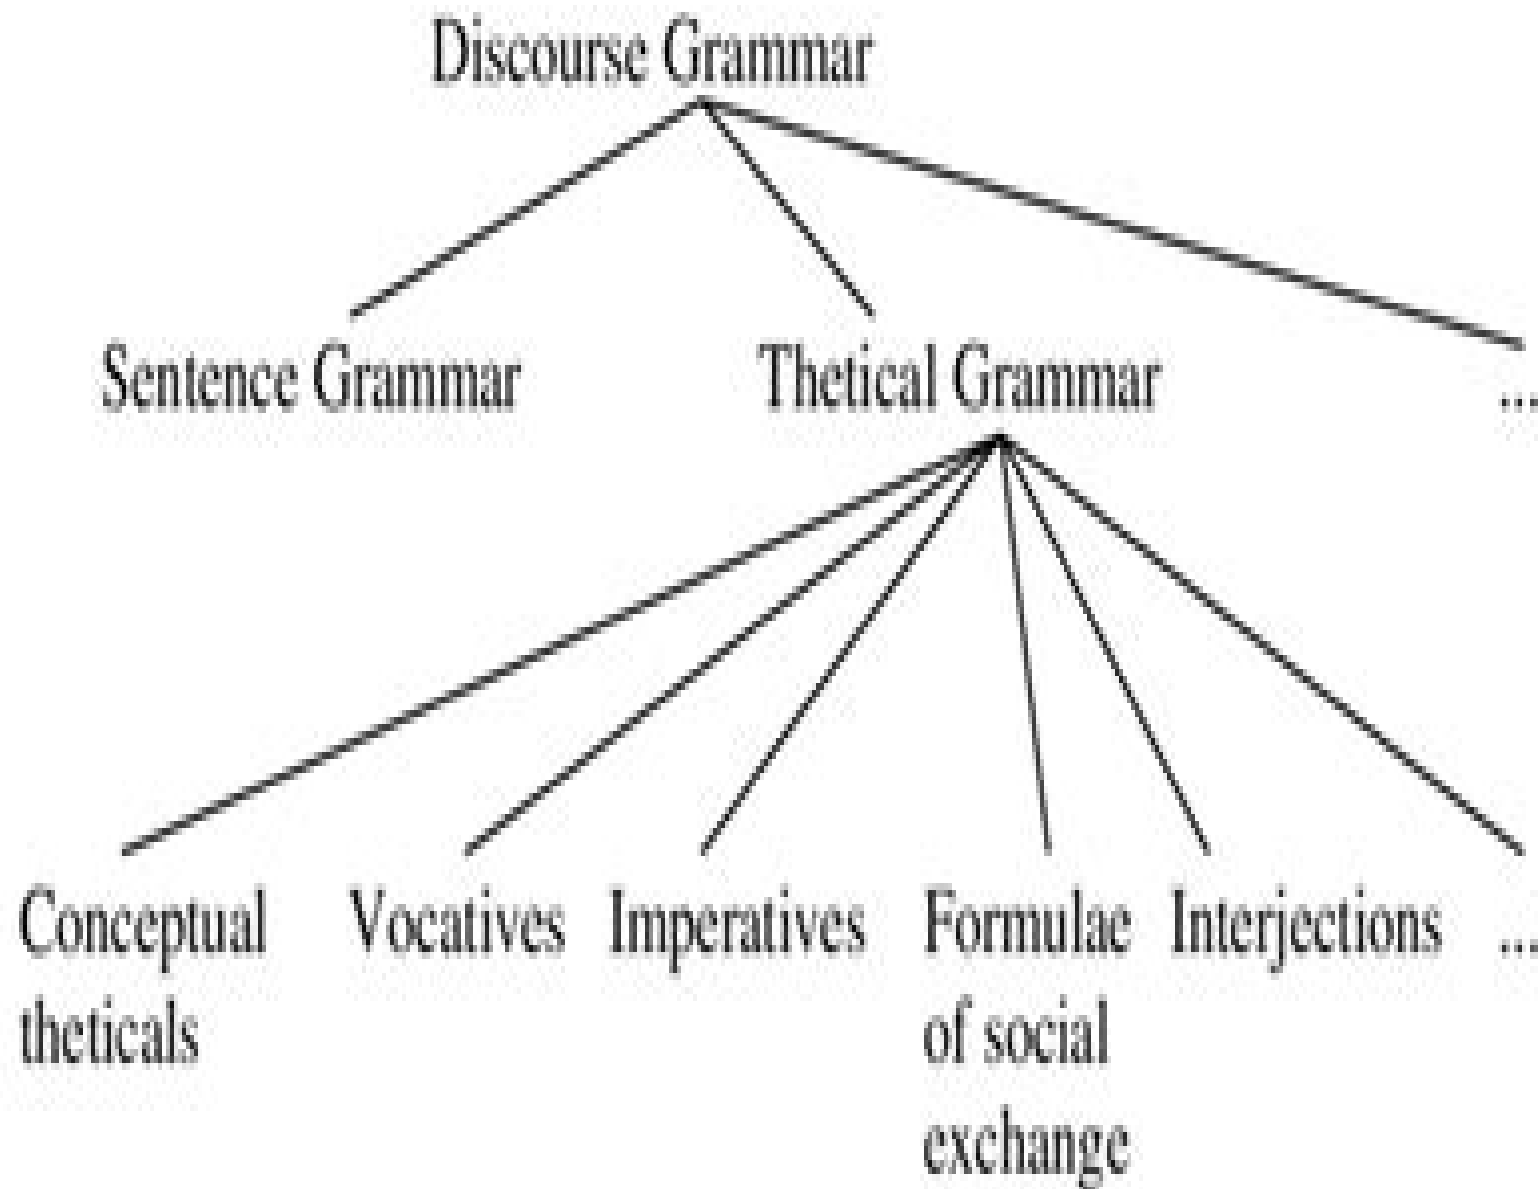 Discourse Grammar
Sentence Grammar Thetical Grammar ...
Conceptual Vocatives Imperatives Formulae Interjections ...
theticals of social
exchange